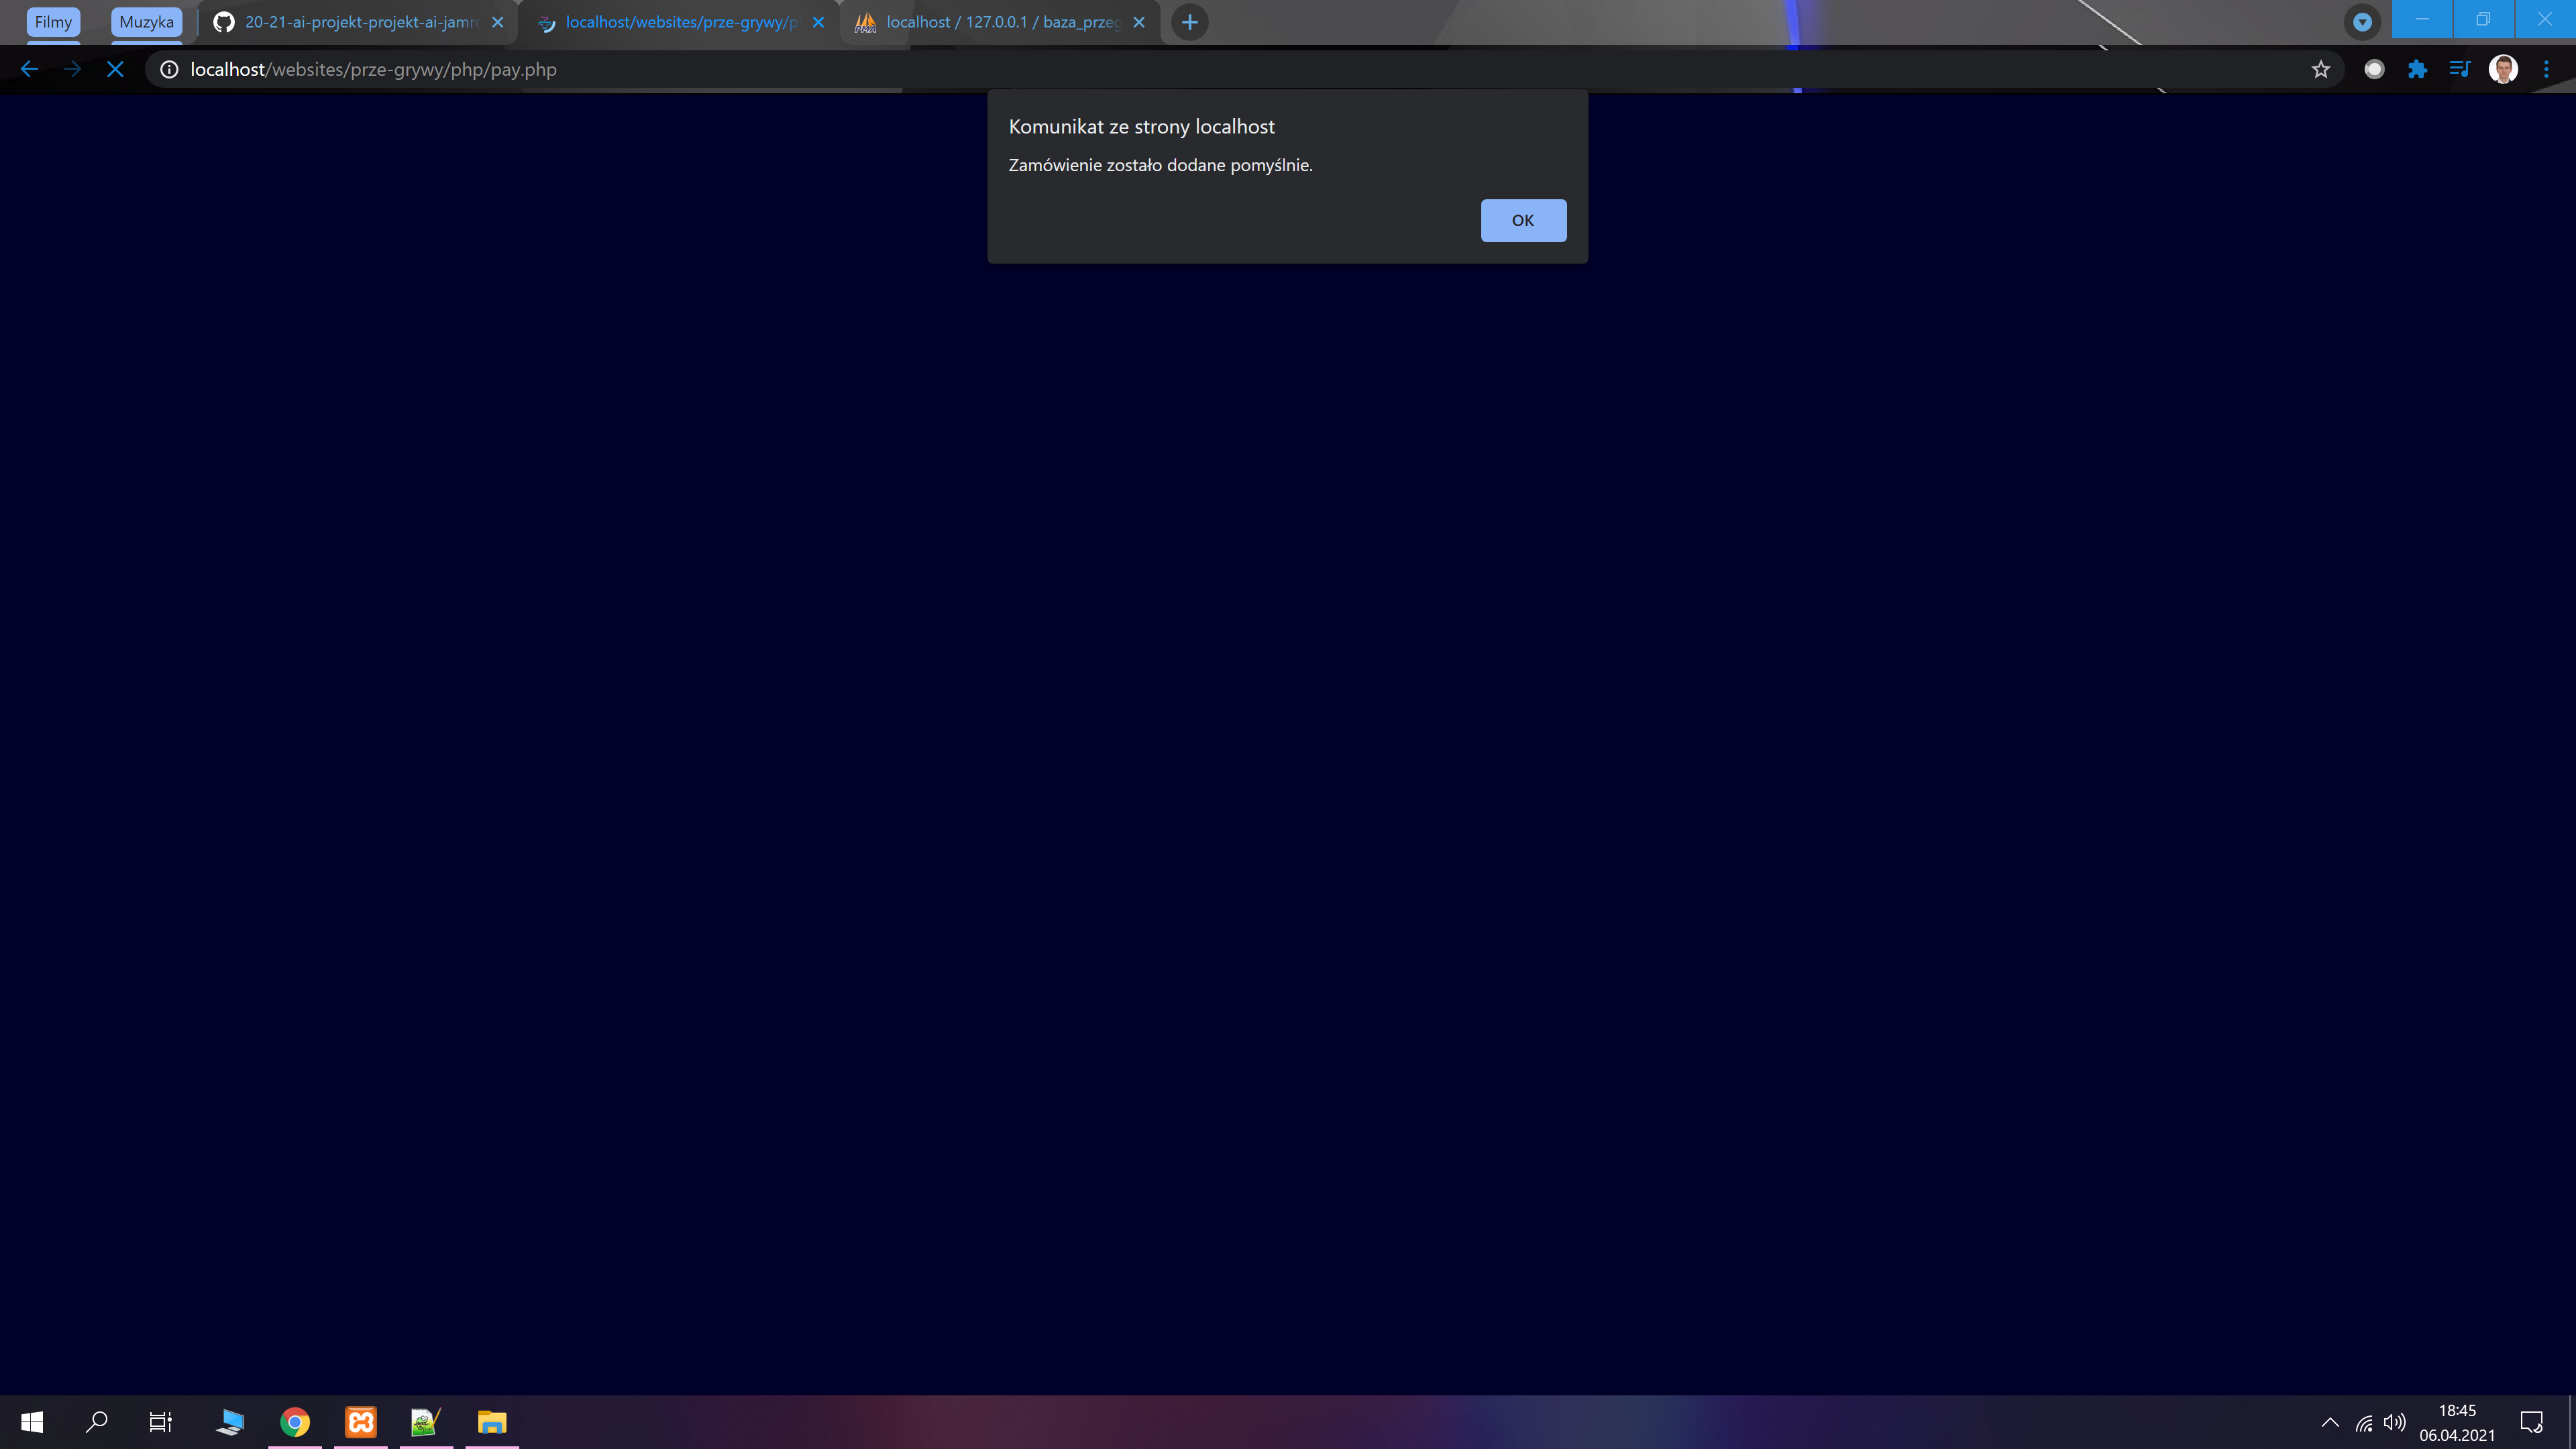 Filmy
Muzyka
20-21-ai-projekt-projekt-ai-jamr
localhost/websites/prze-grywy/p
localhost / 127.0.0.1 / baza_przeg
localhost/websites/prze-grywy/php/pay.php
Komunikat ze strony localhost
Zamówienie zostało dodane pomyślnie.
OK
18:45
06.04.2021